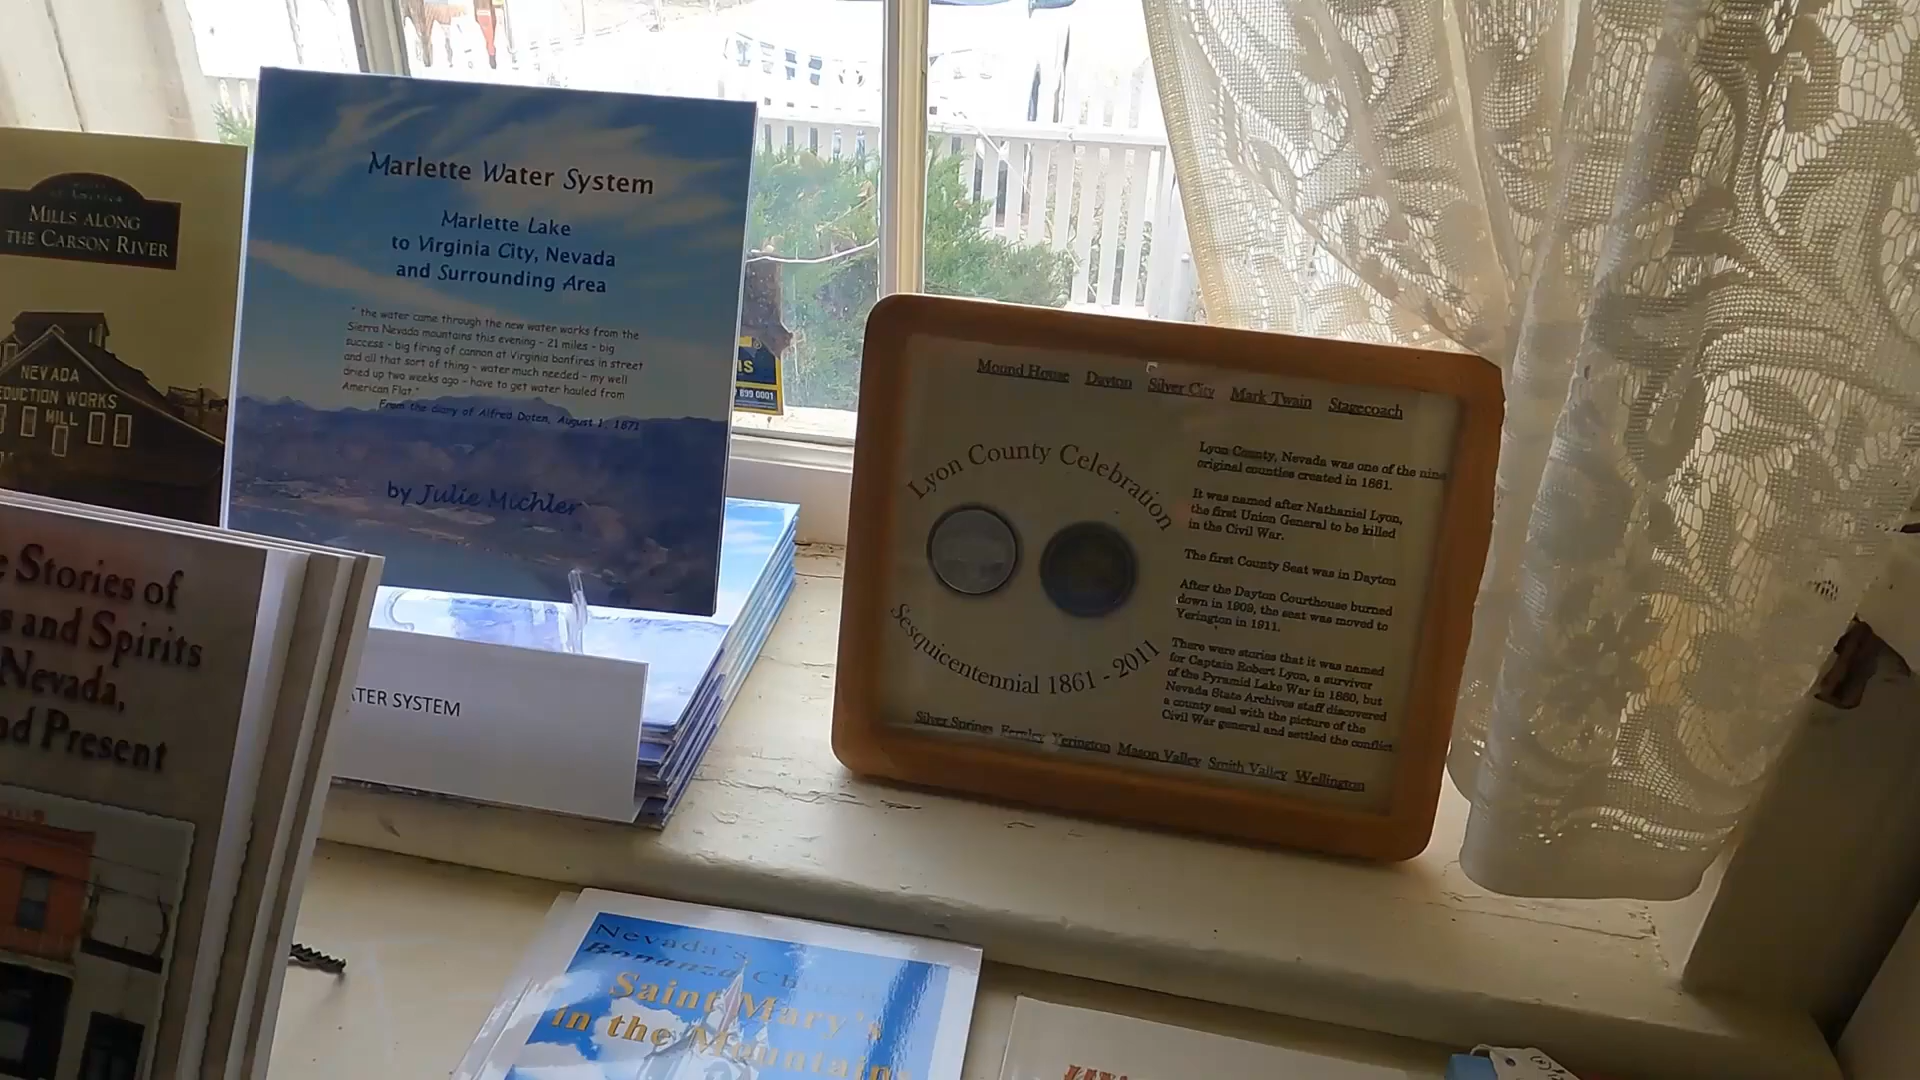 MILLS ALONG
THE CARSON RIVER
NEVADA
MILL
Marlette Water System
Marlette Lake
to Virginia City, Nevada
and Surrounding Area
" the water came through the new water works from the
Sierra Nevada mountains this evening - 21 miles - big
success - big firing of cannon at Virginia bonfires in street
and all that sort of thing - water much needed - my well
dried up two weeks ago - have to get water hauled from
American Flat."
From the diary of Alfred Doten, August 1, 1871
by Julie Michler
Stories of
and Spirits
Nevada,
Present
SYSTEM
Mound House Dayton Silver City Mark Twain Stagecoach
Lyon County Celebration
Sesquicentennial 1861 - 2011
Lyon County, Nevada was one of the nine
original counties created in 1861.
It was named after Nathaniel Lyon,
the first Union General to be killed
in the Civil War.
The first County Seat was in Dayton
After the Dayton Courthouse burned
down in 1909, the seat was moved to
Yerington in 1911.
There were stories that it was named
for Captain Robert Lyon, a survivor
of the Pyramid Lake War in 1860, but
Nevada State Archives staff discovered
a county seal with the picture of the
Civil War general and settled the conflict.
Silver Springs Fernley Yerington Mason Valley Smith Valley Wellington
Nevada's
Bonanza
Saint Mary's
in the Mountains